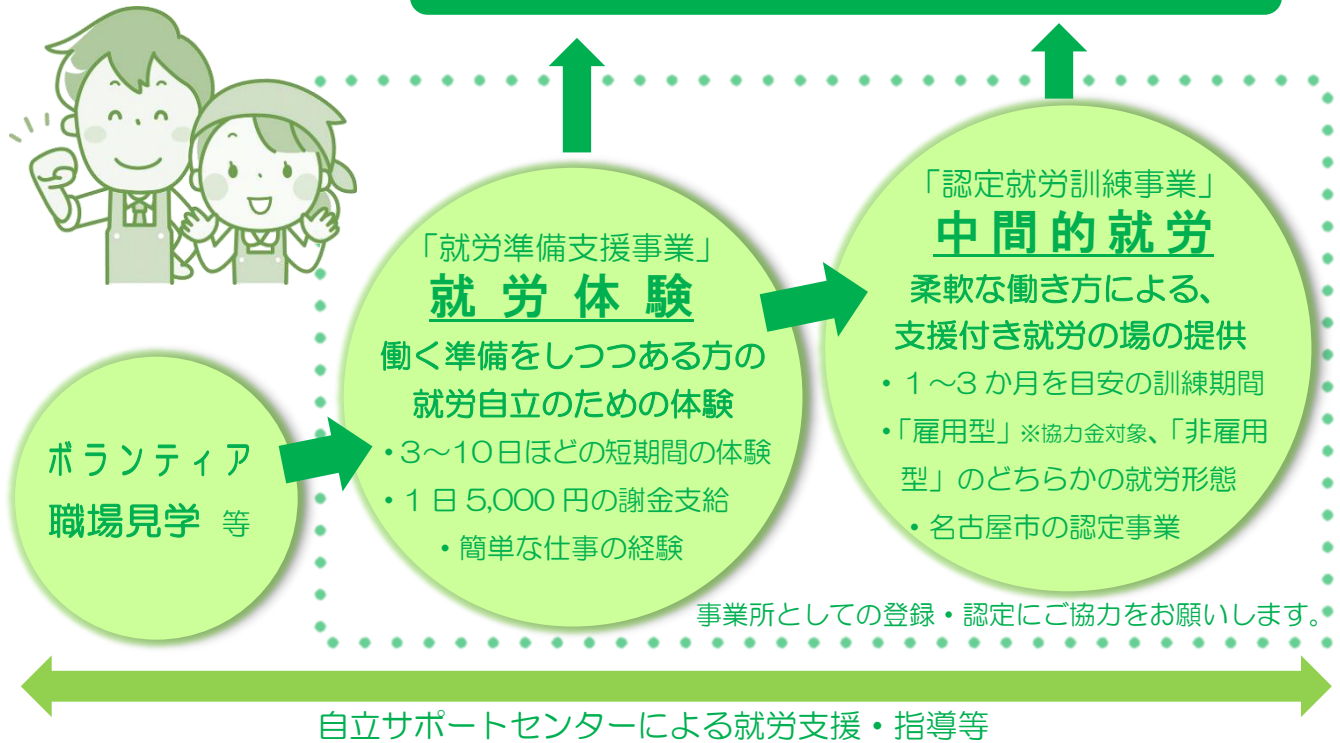 ボランティア
職場見学 等
「就労準備支援事業」
就労体験
働く準備をしつつある方の
就労自立のための体験
・3～10日ほどの短期間の体験
・1日5,000円の謝金支給
・簡単な仕事の経験
「認定就労訓練事業」
中間的就労
柔軟な働き方による、
支援付き就労の場の提供
・1～3か月を目安の訓練期間
・「雇用型」※協力金対象、「非雇用
型」のどちらかの就労形態
・名古屋市の認定事業
事業所としての登録・認定にご協力をお願いします。
自立サポートセンターによる就労支援・指導等